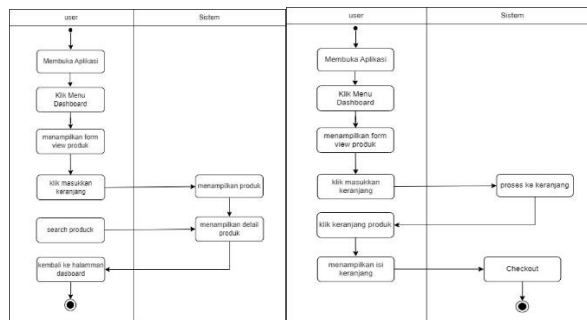 user
Sistem
Membuka Aplikasi
Klik Menu
Dashboard
menampilkan form
view produk
klik masukkan
keranjang
menampilkan produk
search produck
menampilkan detail
produk
kembali ke halamman
dasboard
user
Sistem
Membuka Aplikasi
Klik Menu
Dashboard
menampilkan form
view produk
klik masukkan
keranjang
proses ke keranjang
klik keranjang produk
menampilkan isi
keranjang
Checkout